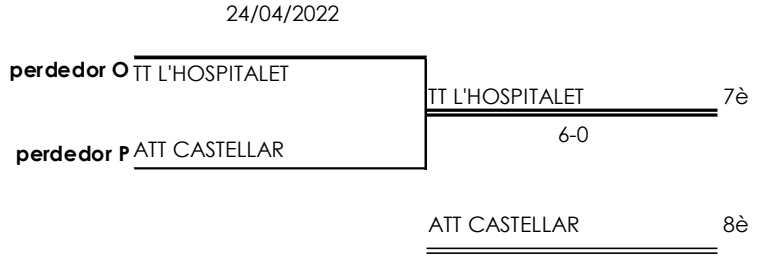 24/04/2022
perdedor O TT L'HOSPITALET
TT L'HOSPITALET 7è
6-0
perdedor P ATT CASTELLAR
ATT CASTELLAR 8è